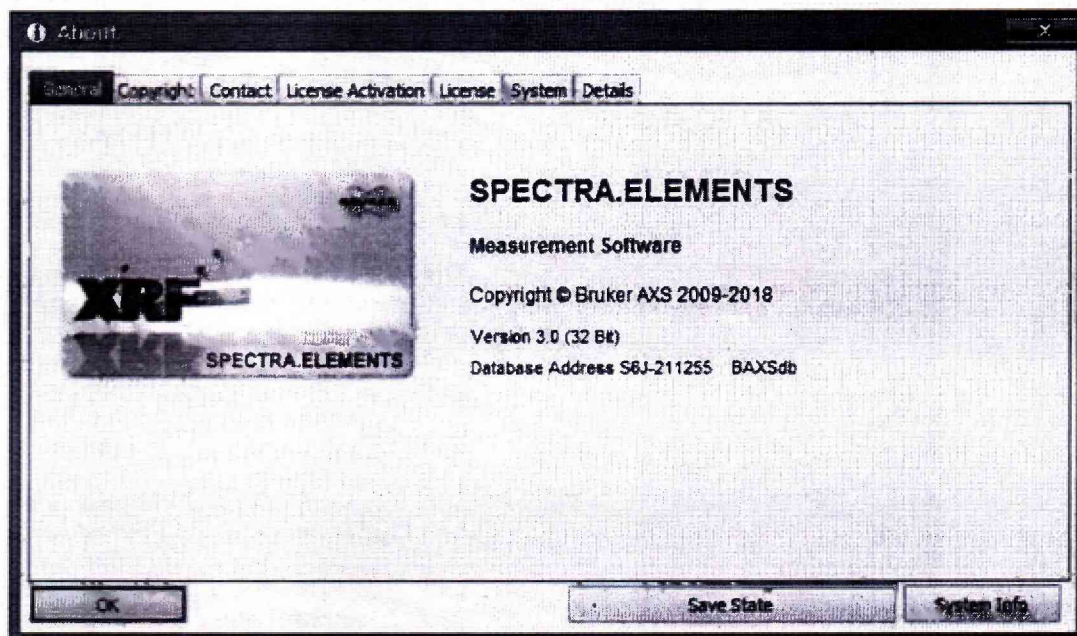 About
General Copyright Contact License Activation License System Details
SPECTRA.ELEMENTS
Measurement Software
Copyright © Bruker AXS 2009-2018
Version 3.0 (32 Bit)
Database Address S6J-211255 BAXSdb
XRF
SPECTRA.ELEMENTS
OK Save State System Info